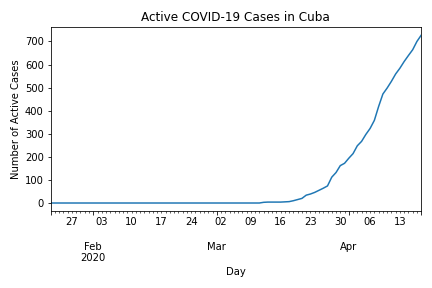 Active COVID-19 Cases in Cuba
Number of Active Cases
700
600
500
400
300
200
100
0
27 03 10 17 24 02 09 16 23 30 06 13
Feb Mar Apr
2020
Day